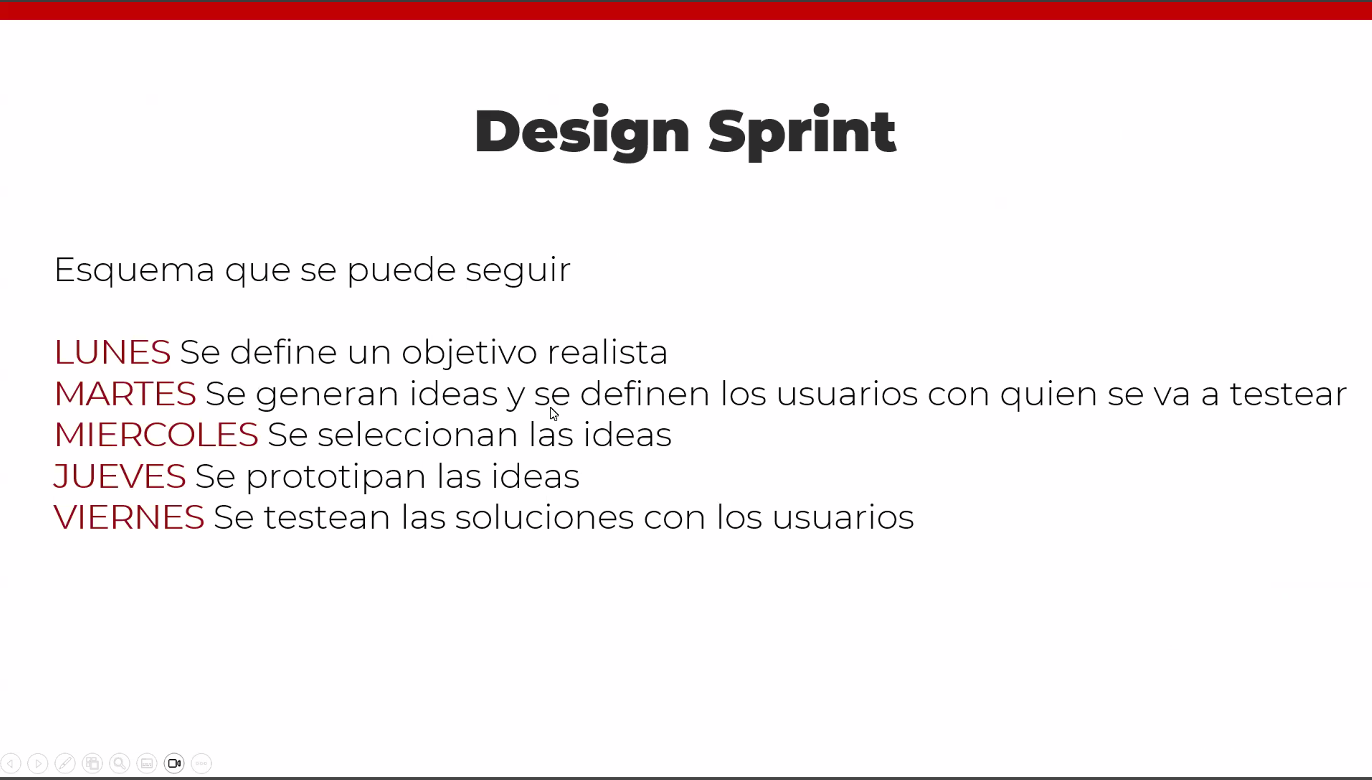 Design Sprint
Esquema que se puede seguir
LUNES Se define un objetivo realista
MARTES Se generan ideas y se definen los usuarios con quien se va a testear
MIERCOLES Se seleccionan las ideas
JUEVES Se prototipan las ideas
VIERNES Se testean las soluciones con los usuarios